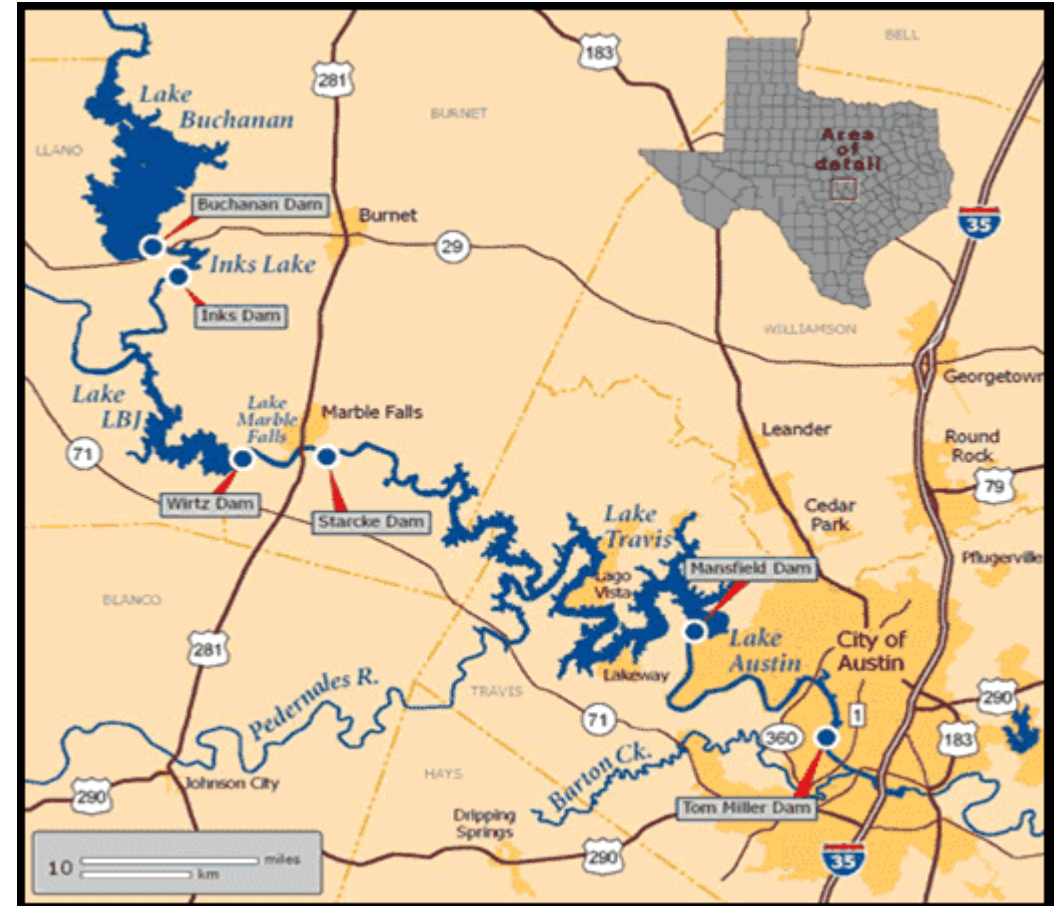 BELL
183
281
Lake
Buchanan
BURNET
LLANO
Area
of
detail
Buchanan Dam
Burnet
35
29
Inks Lake
Inks Dam
WILLIAMSON
Georgetown
Lake
LBJ
Lake
Marble
Falls
Marble Falls
Leander
Round
Rock
71
79
Wirtz Dam
Starcke Dam
Cedar
Park
Lake
Travis
Mansfield Dam
Pflugerville
Lago
Vista
BLANCO
Lake
Austin
City of
Austin
281
Lakeway
Pedernales R.
TRAVIS
290
71
1
360
183
Barton Ck.
HAYS
Johnson City
290
Tom Miller Dam
Dripping
Springs
290
35
10
miles
km